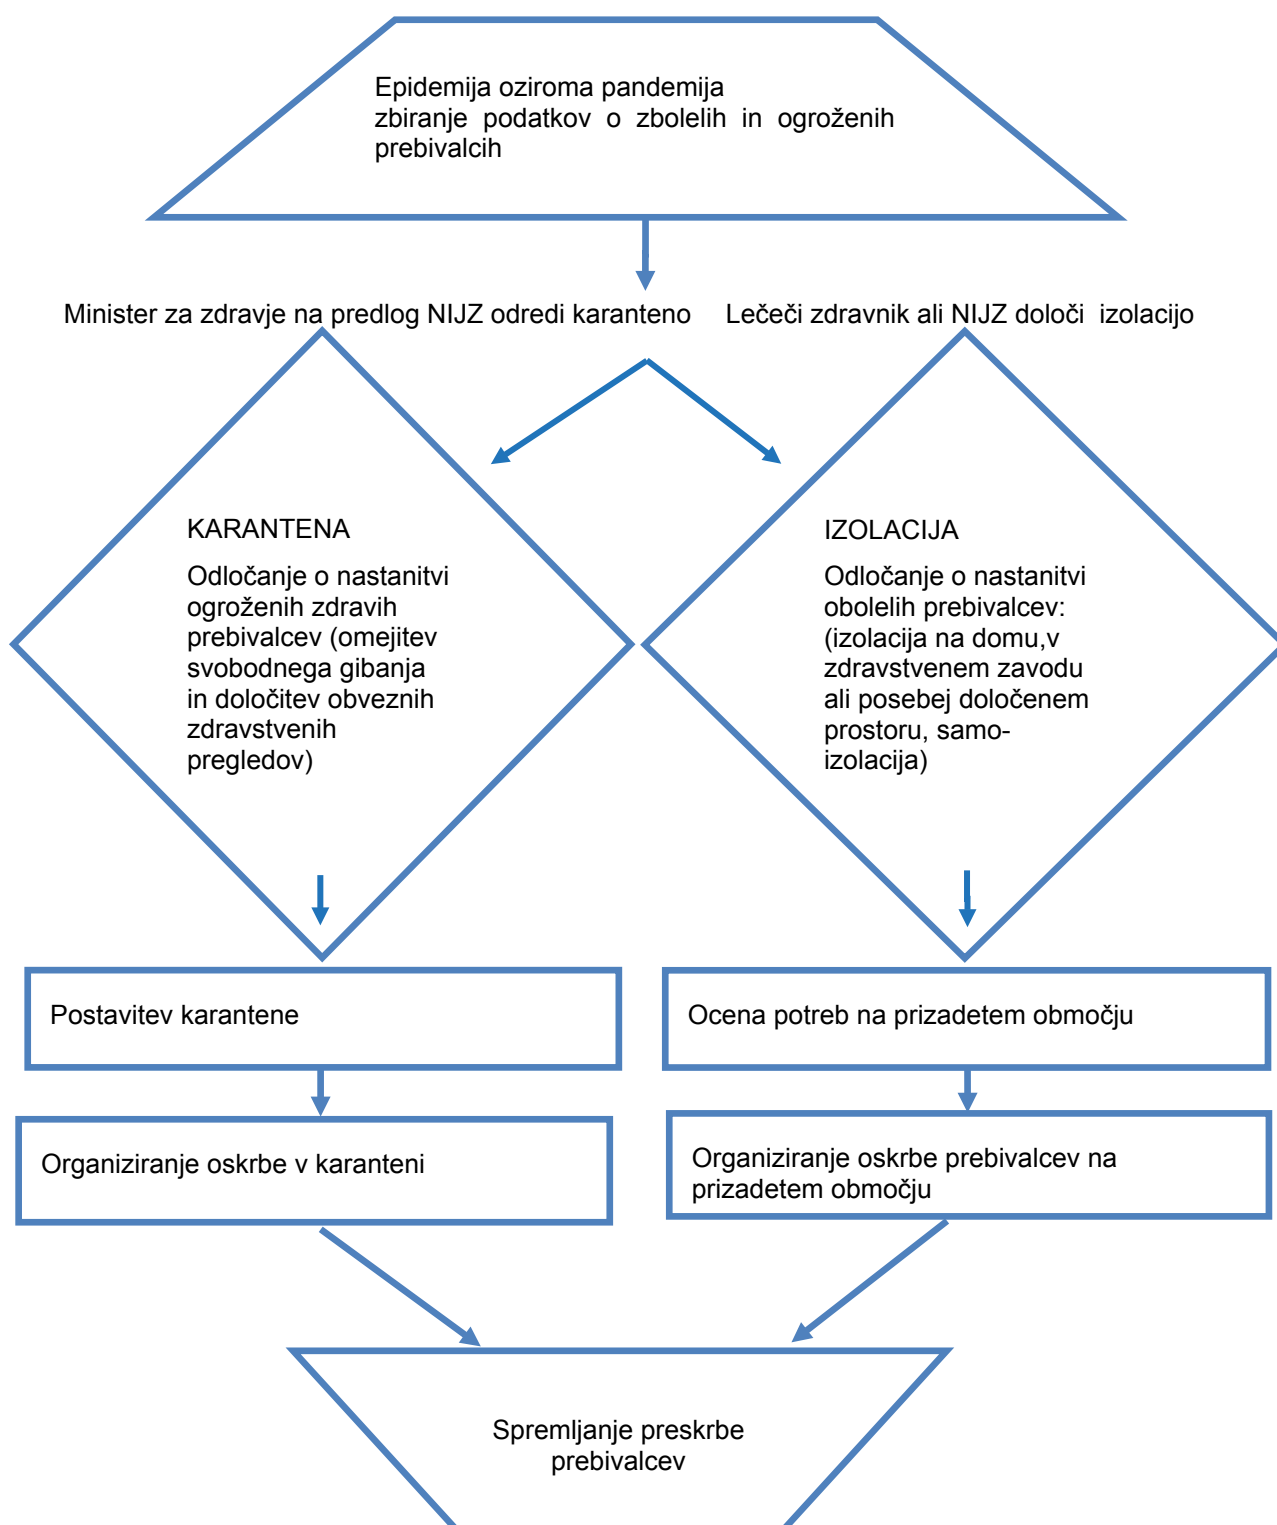 Epidemija oziroma pandemija
zbiranje podatkov o zbolelih in ogroženih
prebivalcih
Minister za zdravje na predlog NIJZ odredi karanteno
Lečeči zdravnik ali NIJZ določi izolacijo
KARANTENA
Odločanje o nastanitvi
ogroženih zdravih
prebivalcev (omejitev
svobodnega gibanja
in določitev obveznih
zdravstvenih
pregledov)
IZOLACIJA
Odločanje o nastanitvi
obolelih prebivalcev:
(izolacija na domu,v
zdravstvenem zavodu
ali posebej določenem
prostoru, samo-
izolacija)
Postavitev karantene
Ocena potreb na prizadetem območju
Organiziranje oskrbe v karanteni
Organiziranje oskrbe prebivalcev na
prizadetem območju
Spremljanje preskrbe
prebivalcev